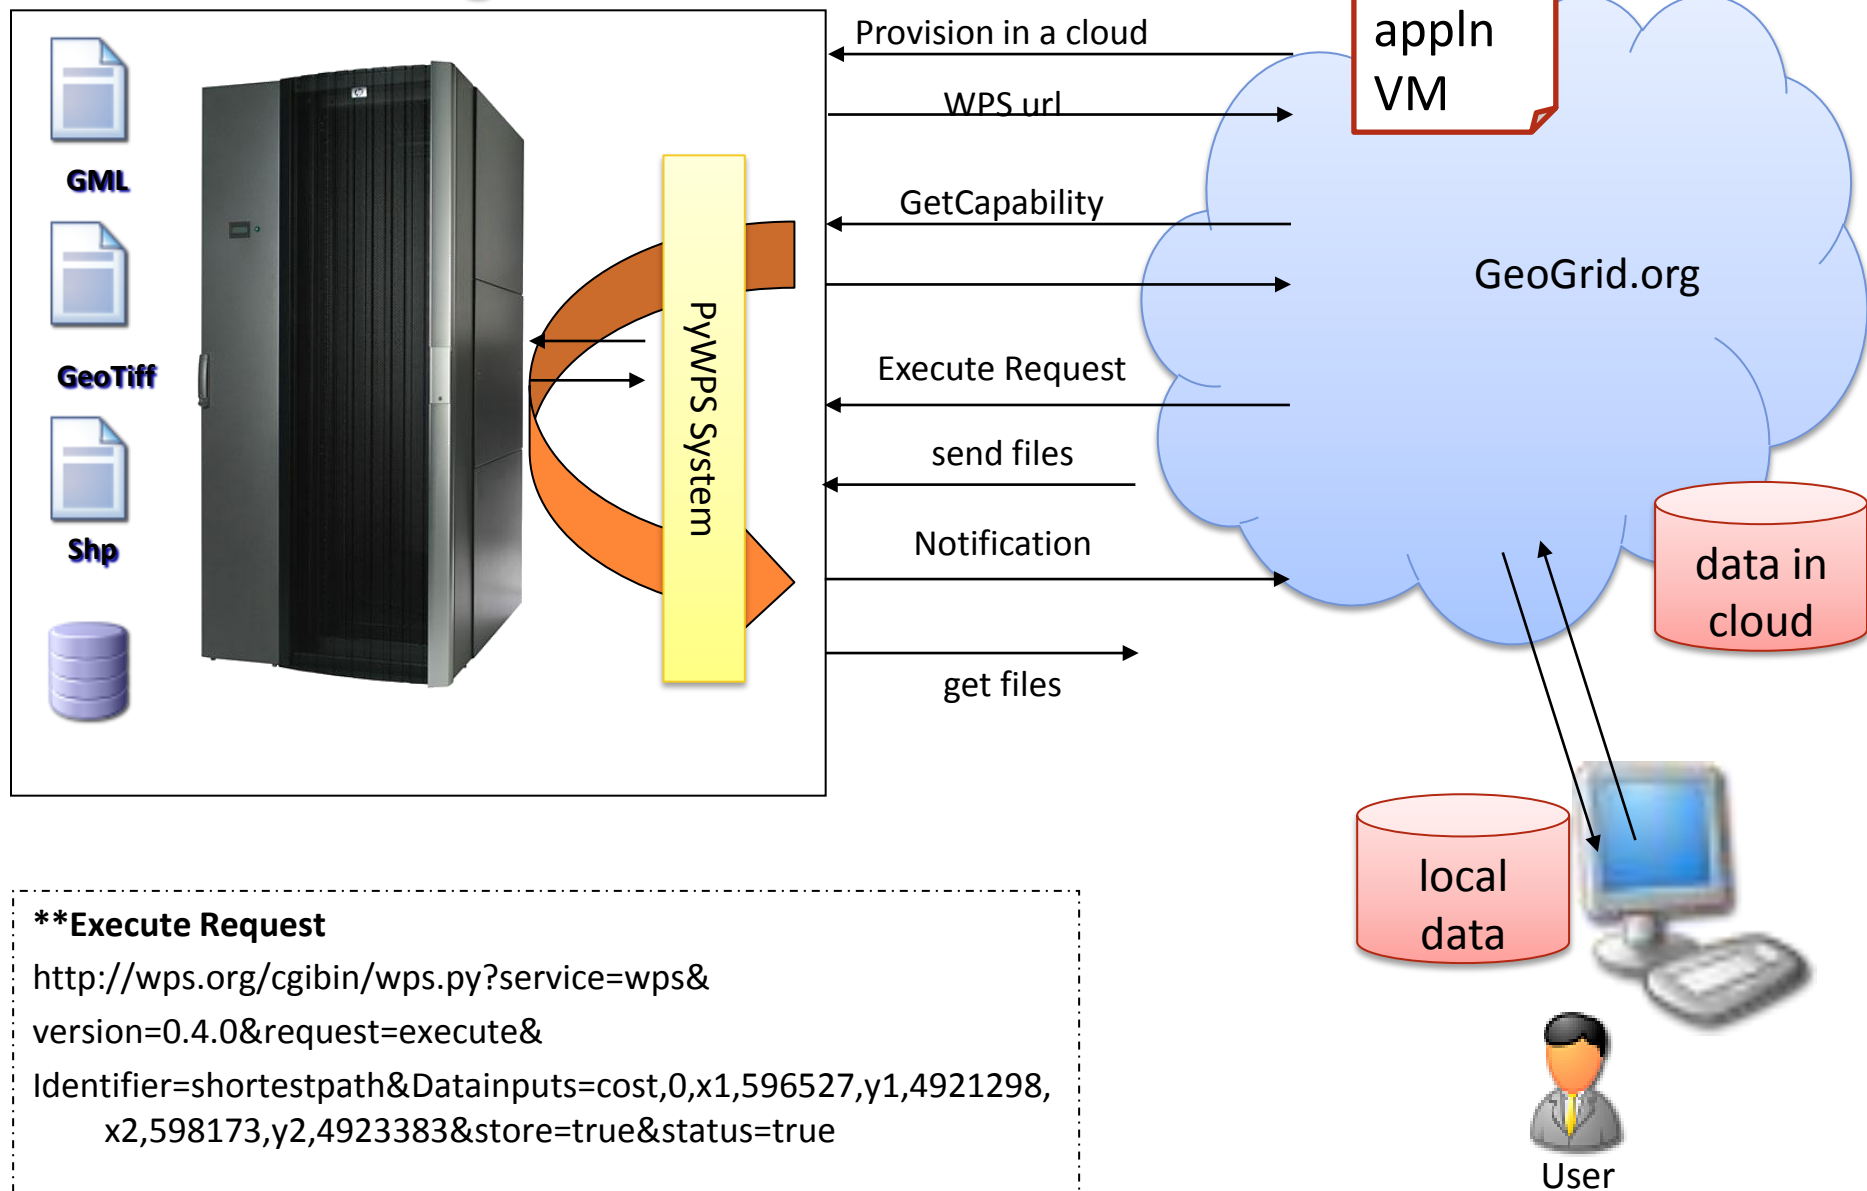 Provision in a cloud
appln
VM
WPS url
GML
GetCapability
GeoGrid.org
GeoTiff
PyWPS System
Execute Request
send files
Shp
Notification
data in
cloud
get files
local
data
**Execute Request
http://wps.org/cgibin/wps.py?service=wps&
version=0.4.0&request=execute&
Identifier=shortestpath&Datainputs=cost,0,x1,596527,y1,4921298,
x2,598173,y2,4923383&store=true&status=true
User